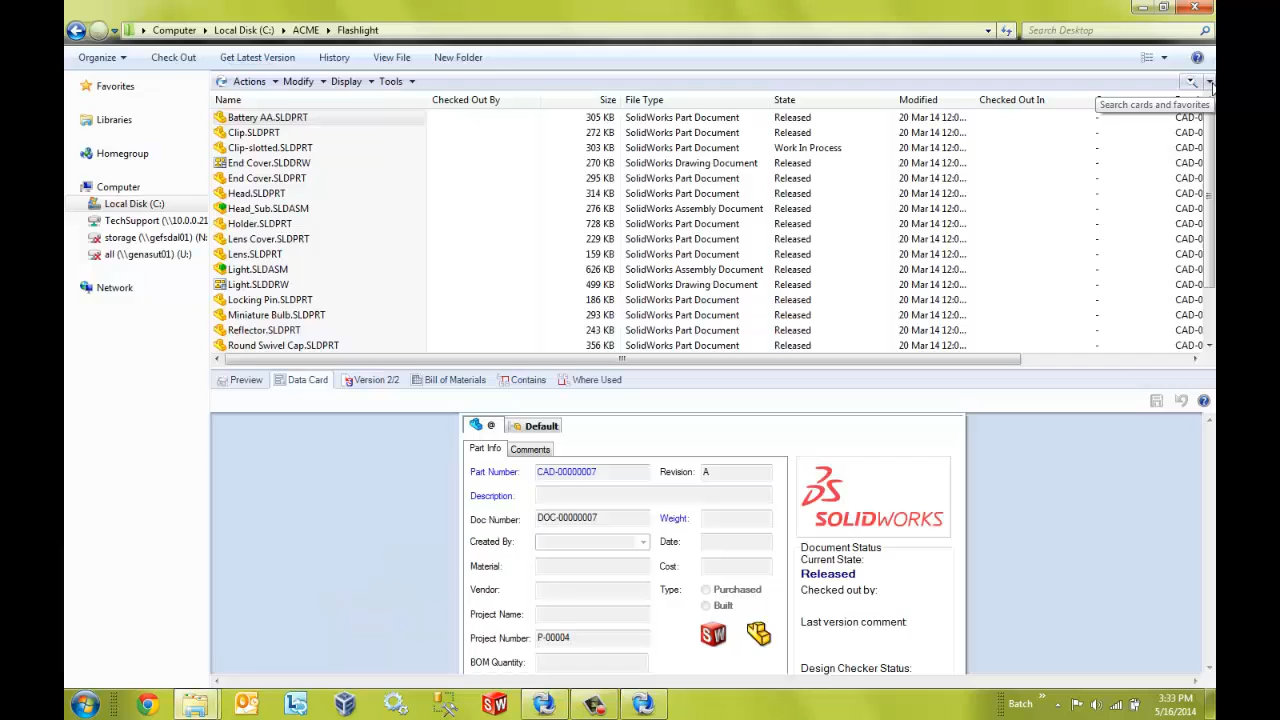 Computer Local Disk (C:) ACME Flashlight Search Desktop
Organize Check Out Get Latest Version History View File New Folder
Favorites
Libraries
Homegroup
Computer
Local Disk (C:)
TechSupport (\\10.0.0.21
storage (\\gefsdal01) (N:
all (\\genasut01) (U:)
Network
Actions Modify Display Tools
Search cards and favorites
Name Checked Out By Size File Type State Modified Checked Out In
Battery AA.SLDPRT 305 KB SolidWorks Part Document Released 20 Mar 14 12:0... - CAD-0
Clip.SLDPRT 272 KB SolidWorks Part Document Released 20 Mar 14 12:0... - CAD-0
Clip-slotted.SLDPRT 303 KB SolidWorks Part Document Work In Process 20 Mar 14 12:0... - CAD-0
End Cover.SLDDRW 270 KB SolidWorks Drawing Document Released 20 Mar 14 12:0... - CAD-0
End Cover.SLDPRT 295 KB SolidWorks Part Document Released 20 Mar 14 12:0... - CAD-0
Head.SLDPRT 314 KB SolidWorks Part Document Released 20 Mar 14 12:0... - CAD-0
Head_Sub.SLDASM 276 KB SolidWorks Assembly Document Released 20 Mar 14 12:0... - CAD-0
Holder.SLDPRT 728 KB SolidWorks Part Document Released 20 Mar 14 12:0... - CAD-0
Lens Cover.SLDPRT 229 KB SolidWorks Part Document Released 20 Mar 14 12:0... - CAD-0
Lens.SLDPRT 159 KB SolidWorks Part Document Released 20 Mar 14 12:0... - CAD-0
Light.SLDASM 626 KB SolidWorks Assembly Document Released 20 Mar 14 12:0... - CAD-0
Light.SLDDRW 499 KB SolidWorks Drawing Document Released 20 Mar 14 12:0... - CAD-0
Locking Pin.SLDPRT 186 KB SolidWorks Part Document Released 20 Mar 14 12:0... - CAD-0
Miniature Bulb.SLDPRT 293 KB SolidWorks Part Document Released 20 Mar 14 12:0... - CAD-0
Reflector.SLDPRT 243 KB SolidWorks Part Document Released 20 Mar 14 12:0... - CAD-0
Round Swivel Cap.SLDPRT 356 KB SolidWorks Part Document Released 20 Mar 14 12:0... - CAD-0
Preview Data Card Version 2/2 Bill of Materials Contains Where Used
@ Default
Part Info Comments
Part Number: CAD-00000007 Revision: A
Description:
Doc Number: DOC-00000007 Weight:
Created By: Date:
Material: Cost:
Vendor: Type: Purchased
Built
Project Name:
Project Number: P-00004
BOM Quantity:
SW
SOLIDWORKS
Document Status
Current State:
Released
Checked out by:
Last version comment:
Design Checker Status:
Batch
3:33 PM
5/16/2014